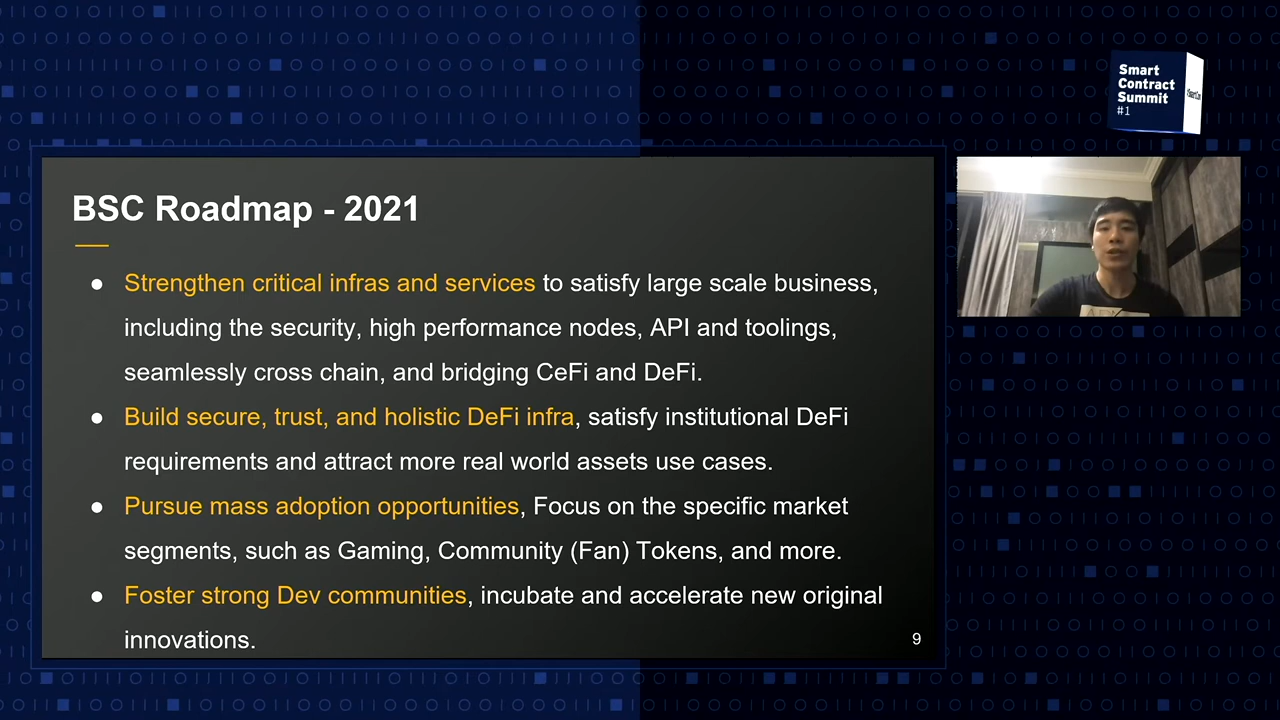 Smart
Contract
Summit
#1
BSC Roadmap - 2021
● Strengthen critical infras and services to satisfy large scale business,
including the security, high performance nodes, API and toolings,
seamlessly cross chain, and bridging CeFi and DeFi.
● Build secure, trust, and holistic DeFi infra, satisfy institutional DeFi
requirements and attract more real world assets use cases.
● Pursue mass adoption opportunities, Focus on the specific market
segments, such as Gaming, Community (Fan) Tokens, and more.
● Foster strong Dev communities, incubate and accelerate new original
innovations.
9